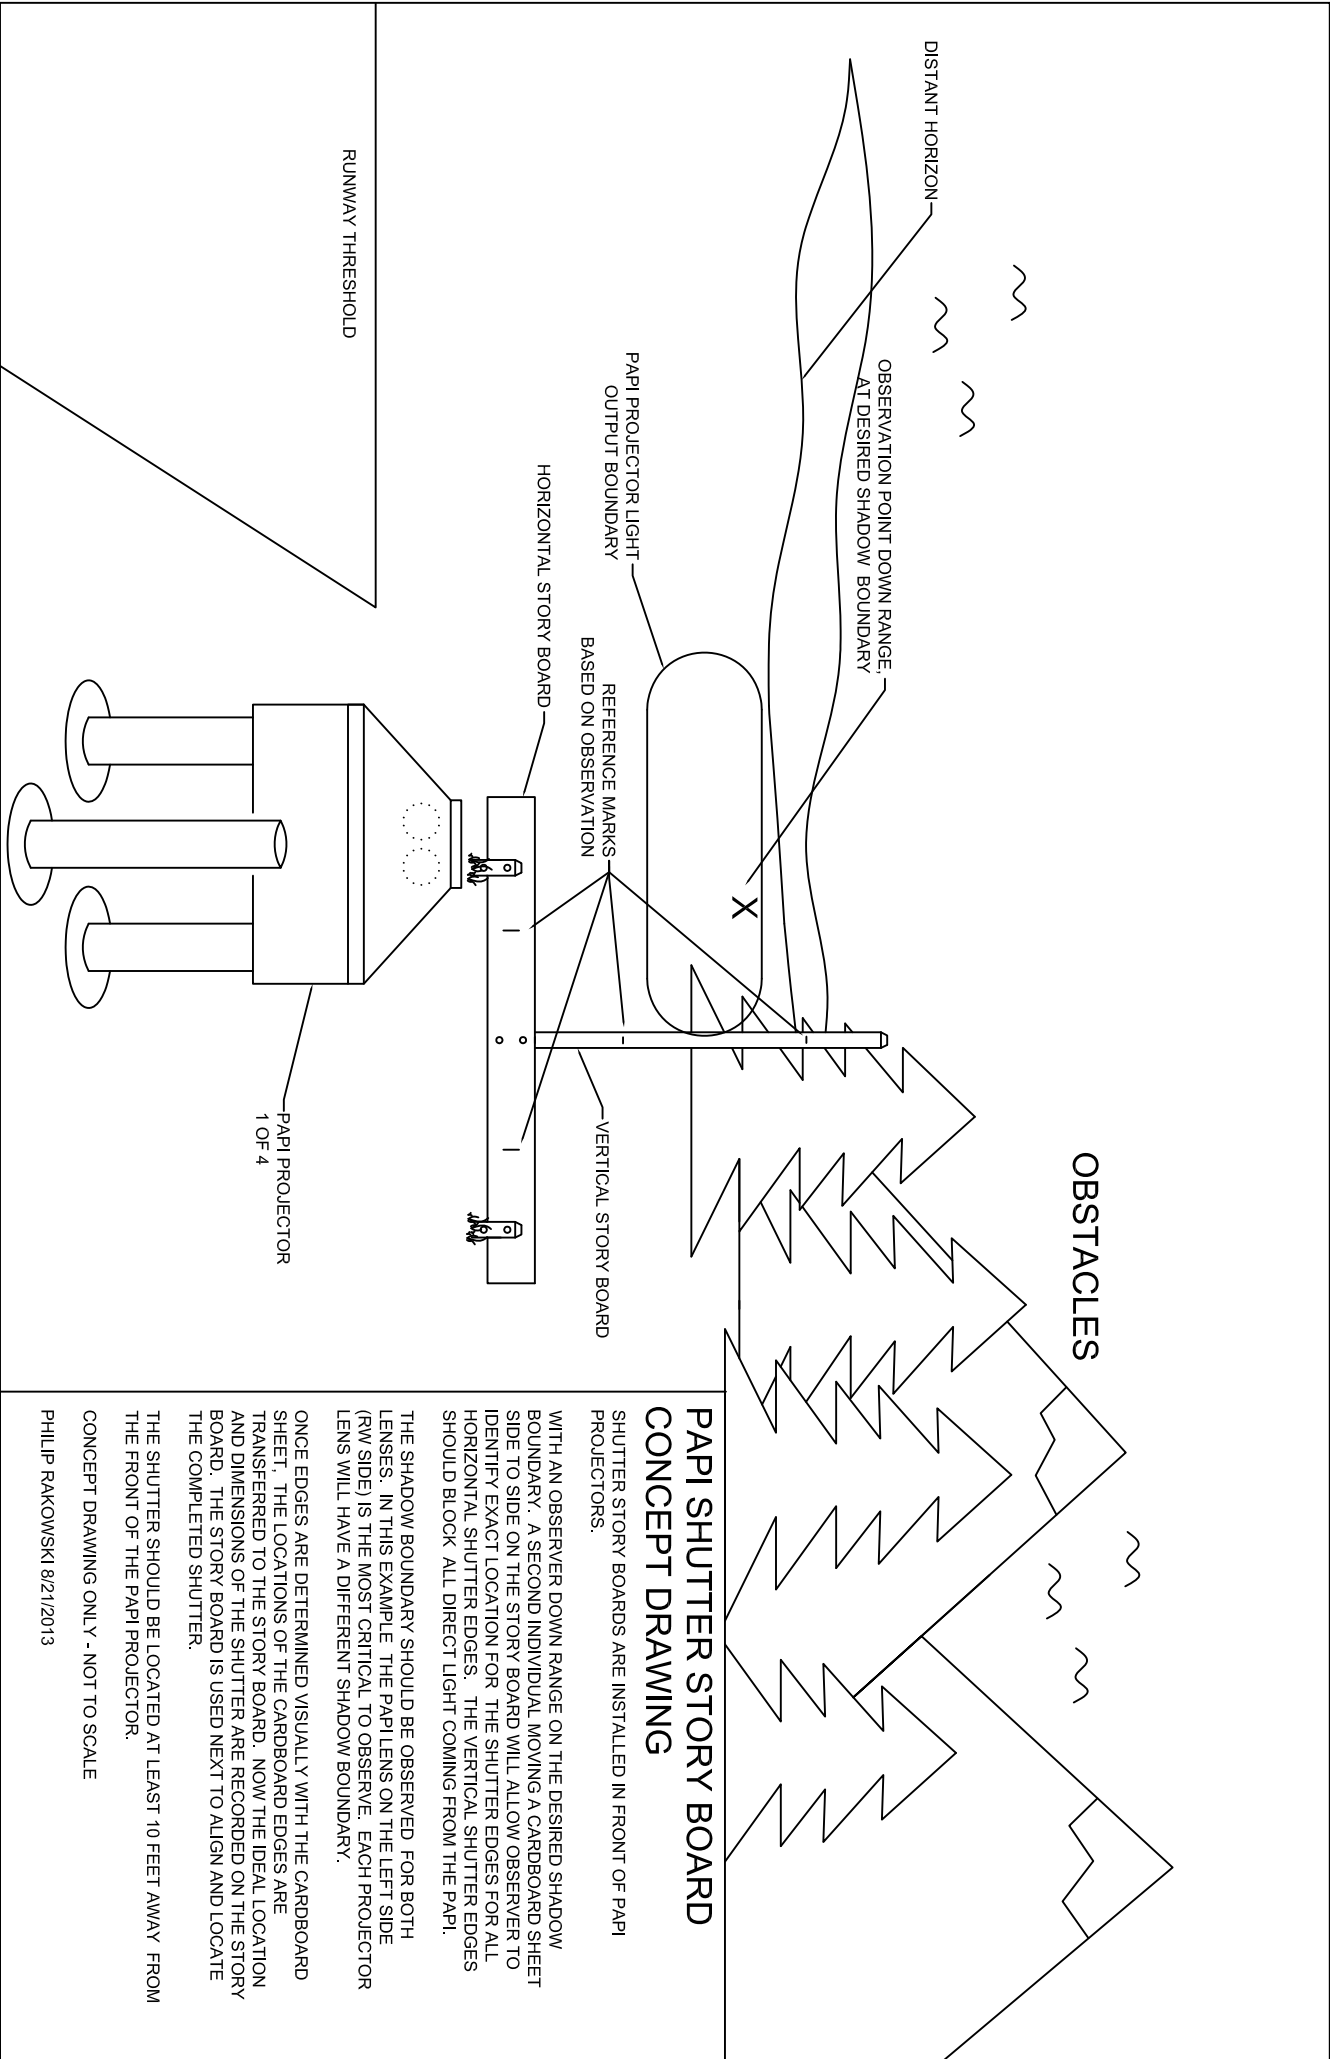 OBSTACLES
DISTANT HORIZON
OBSERVATION POINT DOWN RANGE,
AT DESIRED SHADOW  BOUNDARY
PAPI PROJECTOR LIGHT
OUTPUT BOUNDARY
REFERENCE MARKS
BASED ON OBSERVATION
HORIZONTAL STORY BOARD
VERTICAL STORY BOARD
RUNWAY THRESHOLD
PAPI PROJECTOR
1 OF 4
X
PAPI SHUTTER STORY BOARD
CONCEPT DRAWING
SHUTTER STORY BOARDS ARE INSTALLED IN FRONT OF PAPI
PROJECTORS.
WITH AN OBSERVER DOWN RANGE ON THE DESIRED SHADOW
BOUNDARY.  A SECOND INDIVIDUAL MOVING A CARDBOARD SHEET
SIDE TO SIDE ON THE STORY BOARD WILL ALLOW OBSERVER TO
IDENTIFY EXACT LOCATION FOR  THE SHUTTER EDGES FOR ALL
HORIZONTAL SHUTTER EDGES.  THE VERTICAL SHUTTER EDGES
SHOULD BLOCK  ALL DIRECT LIGHT COMING FROM THE PAPI.
THE SHADOW BOUNDARY SHOULD BE OBSERVED  FOR BOTH
LENSES.  IN THIS EXAMPLE  THE PAPI LENS ON THE LEFT SIDE
(RW SIDE) IS THE MOST CRITICAL TO OBSERVE.  EACH PROJECTOR
LENS WILL HAVE A DIFFERENT SHADOW BOUNDARY.
ONCE EDGES ARE DETERMINED VISUALLY WITH THE CARDBOARD
SHEET,  THE LOCATIONS OF THE CARDBOARD EDGES ARE
TRANSFERRED TO THE STORY BOARD.  NOW THE IDEAL LOCATION
AND DIMENSIONS OF THE SHUTTER ARE RECORDED ON THE STORY
BOARD.  THE STORY BOARD IS USED NEXT TO ALIGN AND LOCATE
THE COMPLETED SHUTTER.
THE SHUTTER SHOULD BE LOCATED AT LEAST 10 FEET AWAY  FROM
THE FRONT OF THE PAPI PROJECTOR.
CONCEPT DRAWING ONLY - NOT TO SCALE
PHILIP RAKOWSKI 8/21/2013